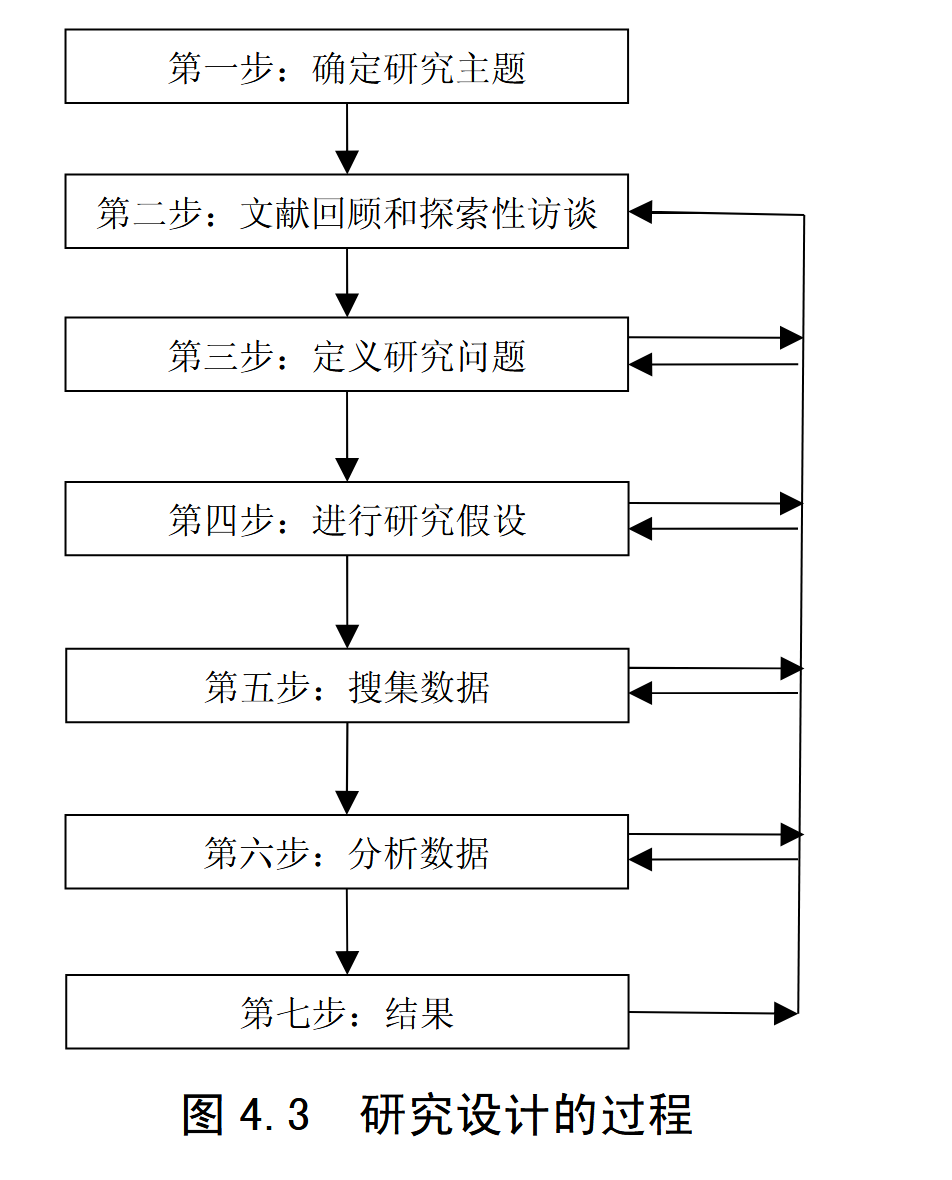 第一步：确定研究主题
第二步：文献回顾和探索性访谈
第三步：定义研究问题
第四步：进行研究假设
第五步：搜集数据
第六步：分析数据
第七步：结果
图 4.3　研究设计的过程